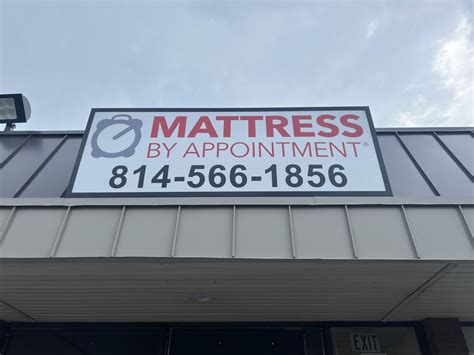 MATTRESS
BY APPOINTMENT®
814-566-1856
EXIT